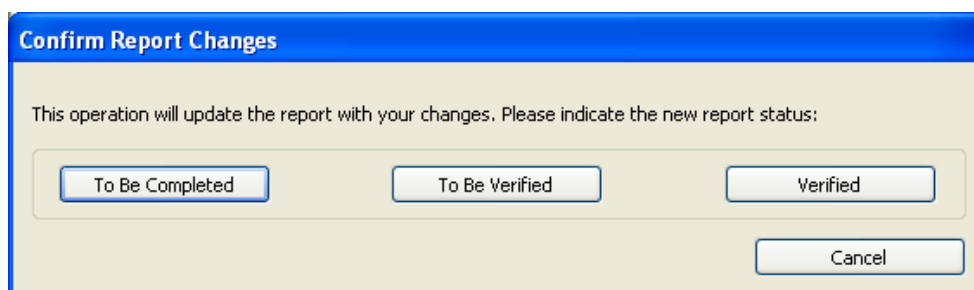 Confirm Report Changes
This operation will update the report with your changes. Please indicate the new report status:
To Be Completed To Be Verified Verified
Cancel